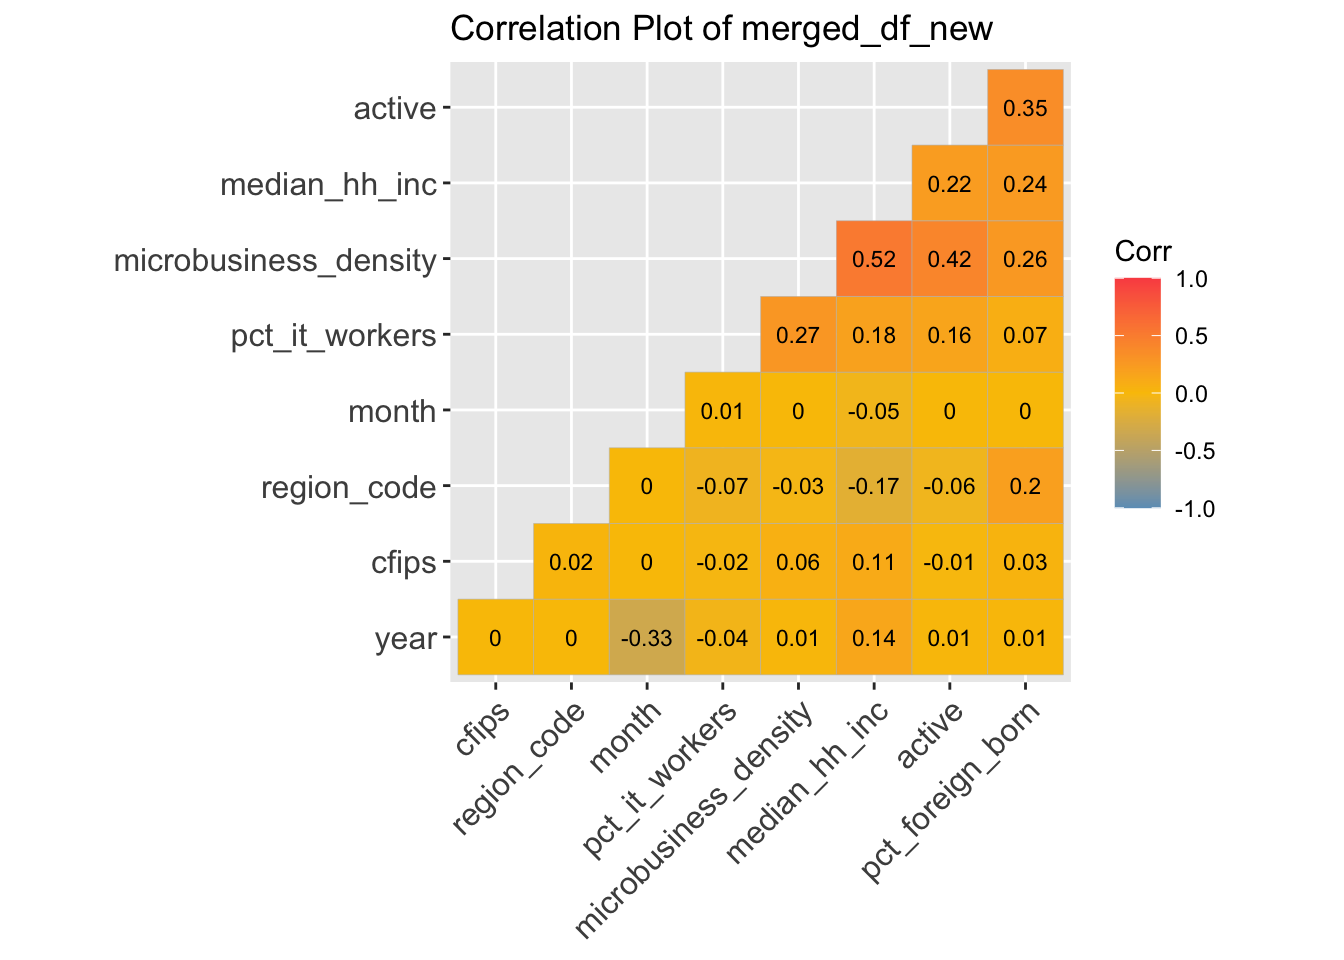 Correlation Plot of merged_df_new
active
0.35
median_hh_inc
0.22 0.24
microbusiness_density
0.52 0.42 0.26
pct_it_workers
0.27 0.18 0.16 0.07
month
0.01 0 -0.05 0 0
region_code
0 -0.07 -0.03 -0.17 -0.06 0.2
cfips
0.02 0 -0.02 0.06 0.11 -0.01 0.03
year
0 0 -0.33 -0.04 0.01 0.14 0.01 0.01
cfips
region_code
month
pct_it_workers
microbusiness_density
median_hh_inc
active
pct_foreign_born
Corr
1.0
0.5
0.0
-0.5
-1.0